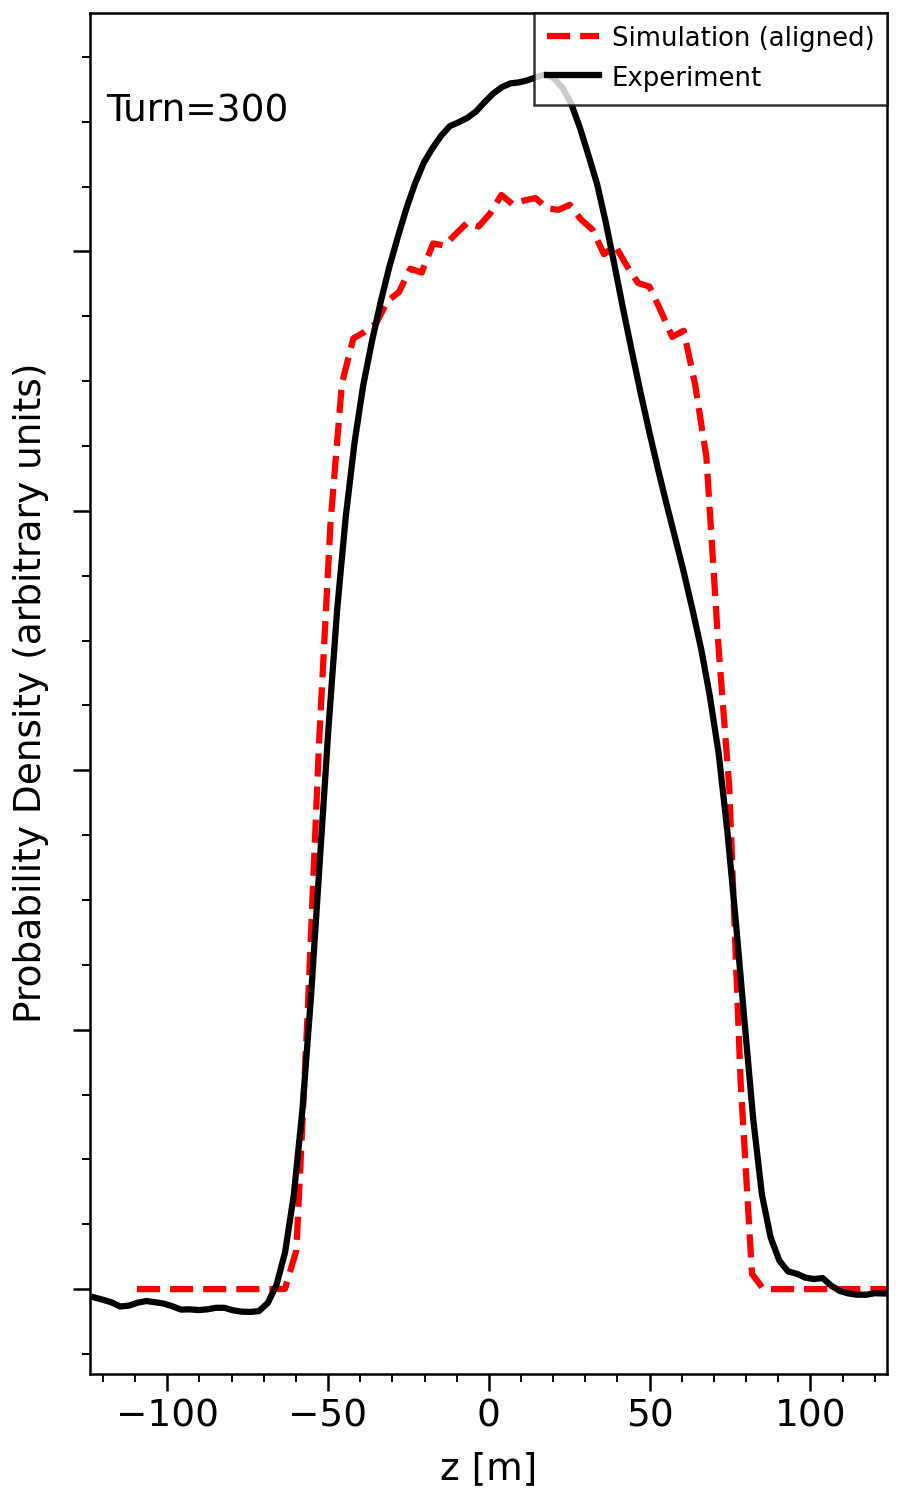 Simulation (aligned)
Experiment
Turn=300
Probability Density (arbitrary units)
−100
−50
0
50
100
z [m]